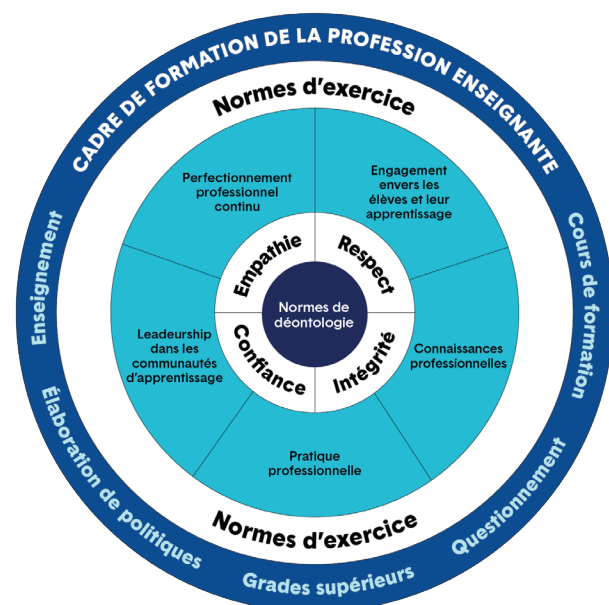 CADRE DE FORMATION DE LA PROFESSION ENSEIGNANTE
Normes d'exercice
Perfectionnement
professionnel
continu
Engagement
envers les
élèves et leur
apprentissage
Empathie
Respect
Enseignement
Cours de formation
Normes de
déontologie
Leadeurship
dans les
communautés
d'apprentissage
Confiance
Intégrité
Connaissances
professionnelles
Pratique
professionnelle
Élaboration de politiques
Questionnement
Normes d'exercice
Grades supérieurs